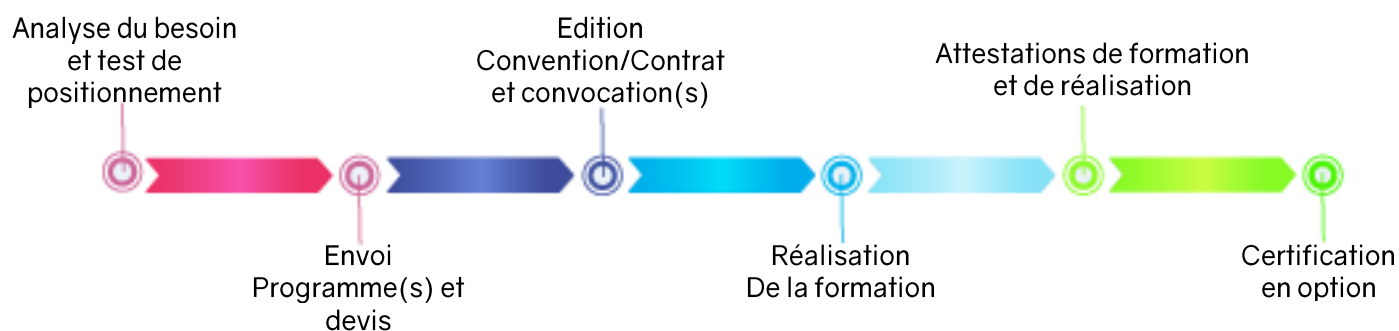 Analyse du besoin
et test de
positionnement
Envoi
Programme(s) et
devis
Edition
Convention/Contrat
et convocation(s)
Réalisation
De la formation
Attestations de formation
et de réalisation
Certification
en option